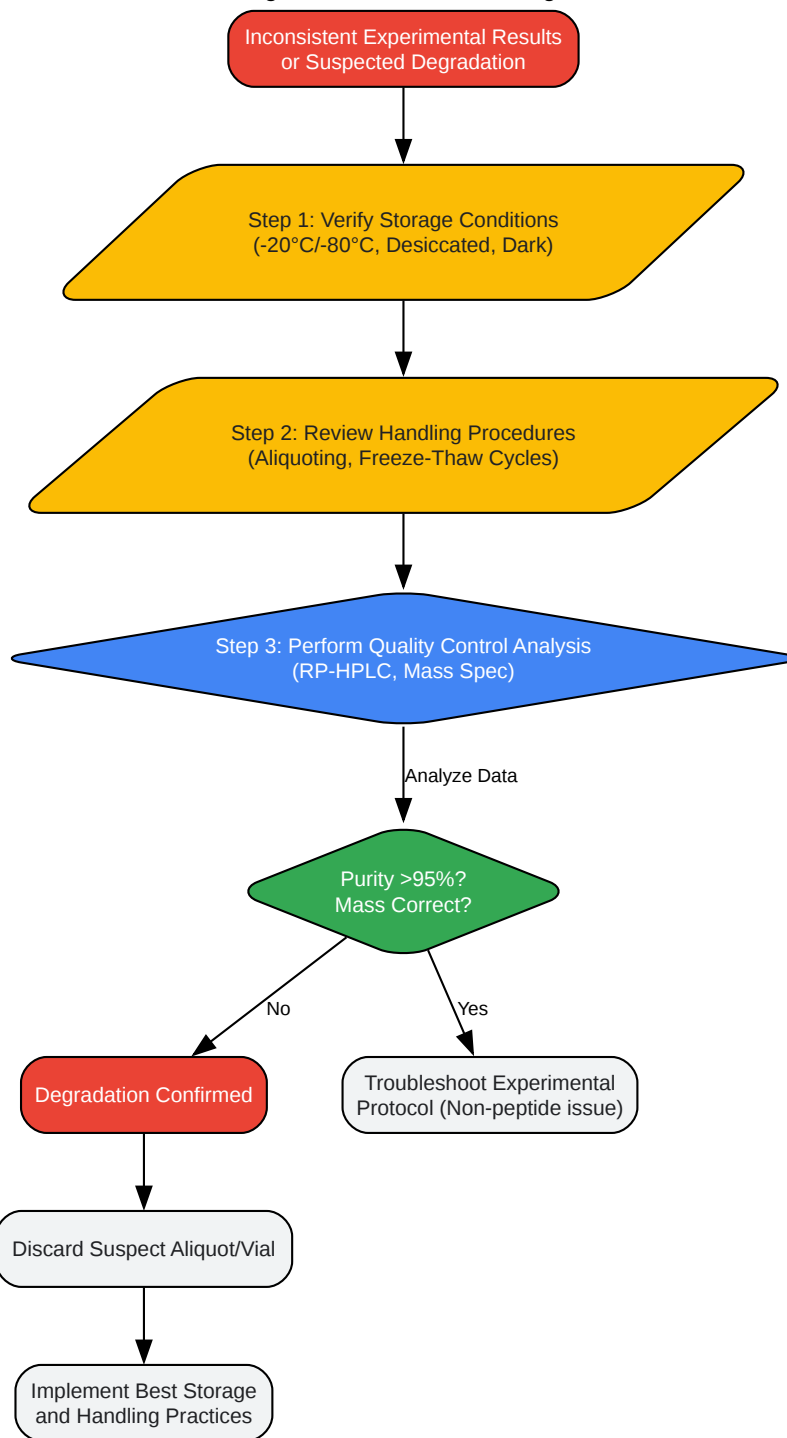 Inconsistent Experimental Results
or Suspected Degradation
Step 1: Verify Storage Conditions
(-20°C/-80°C, Desiccated, Dark)
Step 2: Review Handling Procedures
(Aliquoting, Freeze-Thaw Cycles)
Step 3: Perform Quality Control Analysis
(RP-HPLC, Mass Spec)
Analyze Data
Purity >95%?
Mass Correct?
No
Yes
Degradation Confirmed
Troubleshoot Experimental
Protocol (Non-peptide issue)
Discard Suspect Aliquot/Vial
Implement Best Storage
and Handling Practices